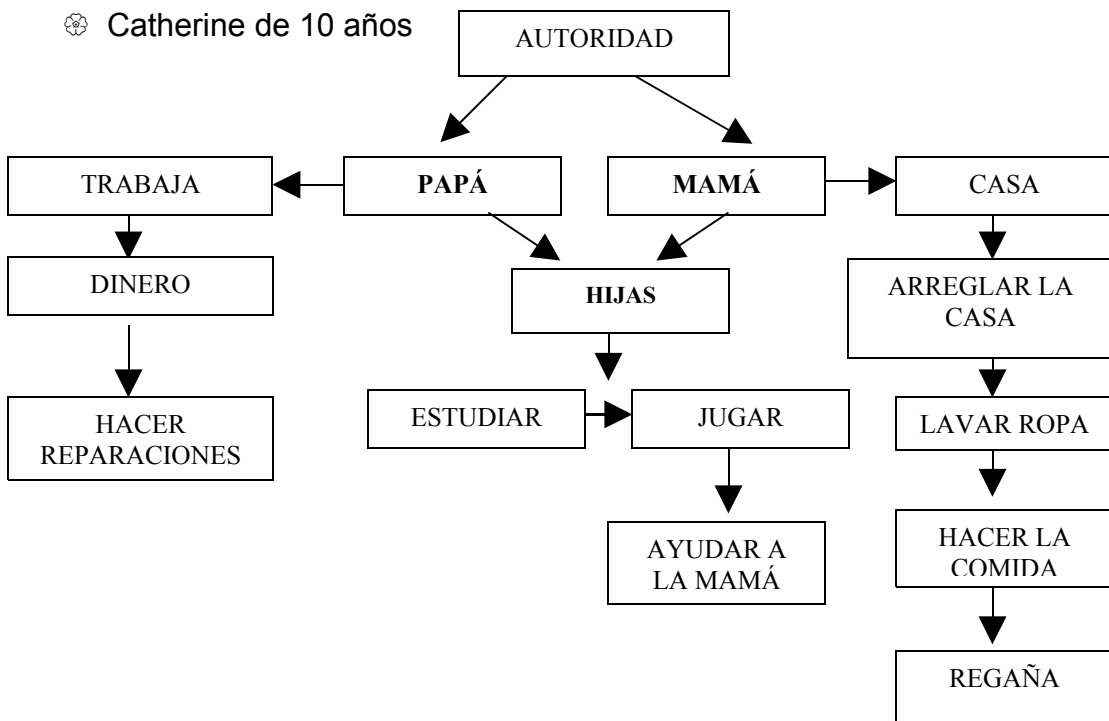 Catherine de 10 años
AUTORIDAD
TRABAJA
PAPÁ
MAMÁ
CASA
DINERO
HIJAS
ARREGLAR LA
CASA
HACER
REPARACIONES
ESTUDIAR
JUGAR
LAVAR ROPA
AYUDAR A
LA MAMÁ
HACER LA
COMIDA
REGAÑA